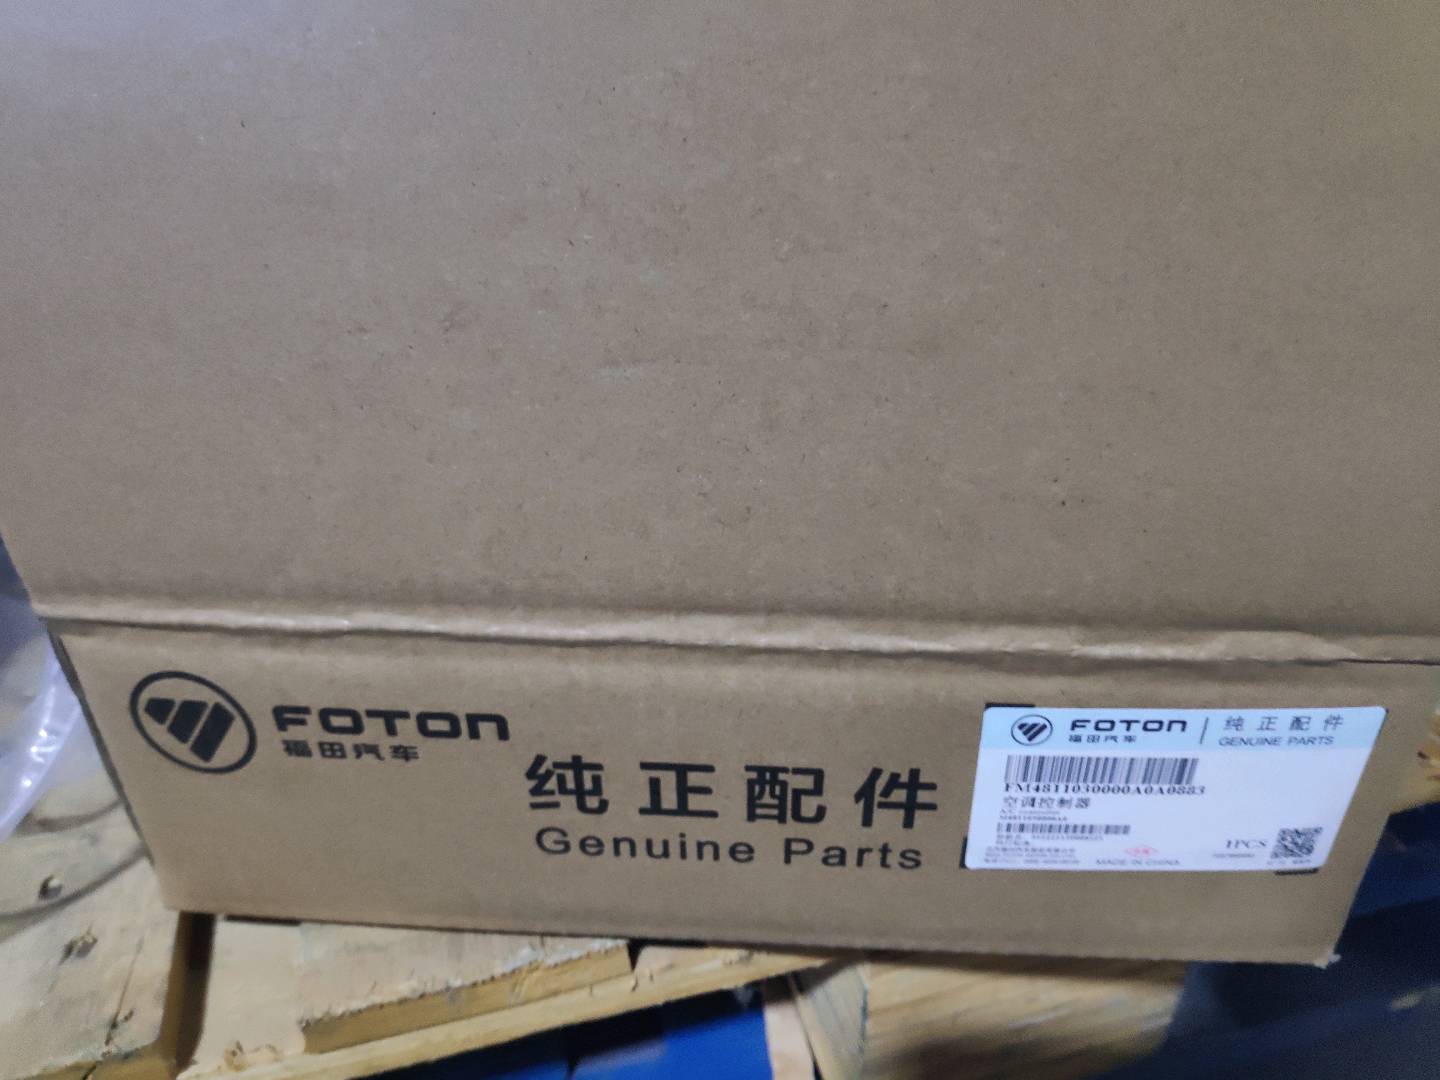 FOTON
福田汽车
纯正配件
Genuine Parts
FOTON
福田汽车
纯正配件
GENUINE PARTS
FM4811030000A0A0883
空调控制器
1PCS
MADE IN CHINA